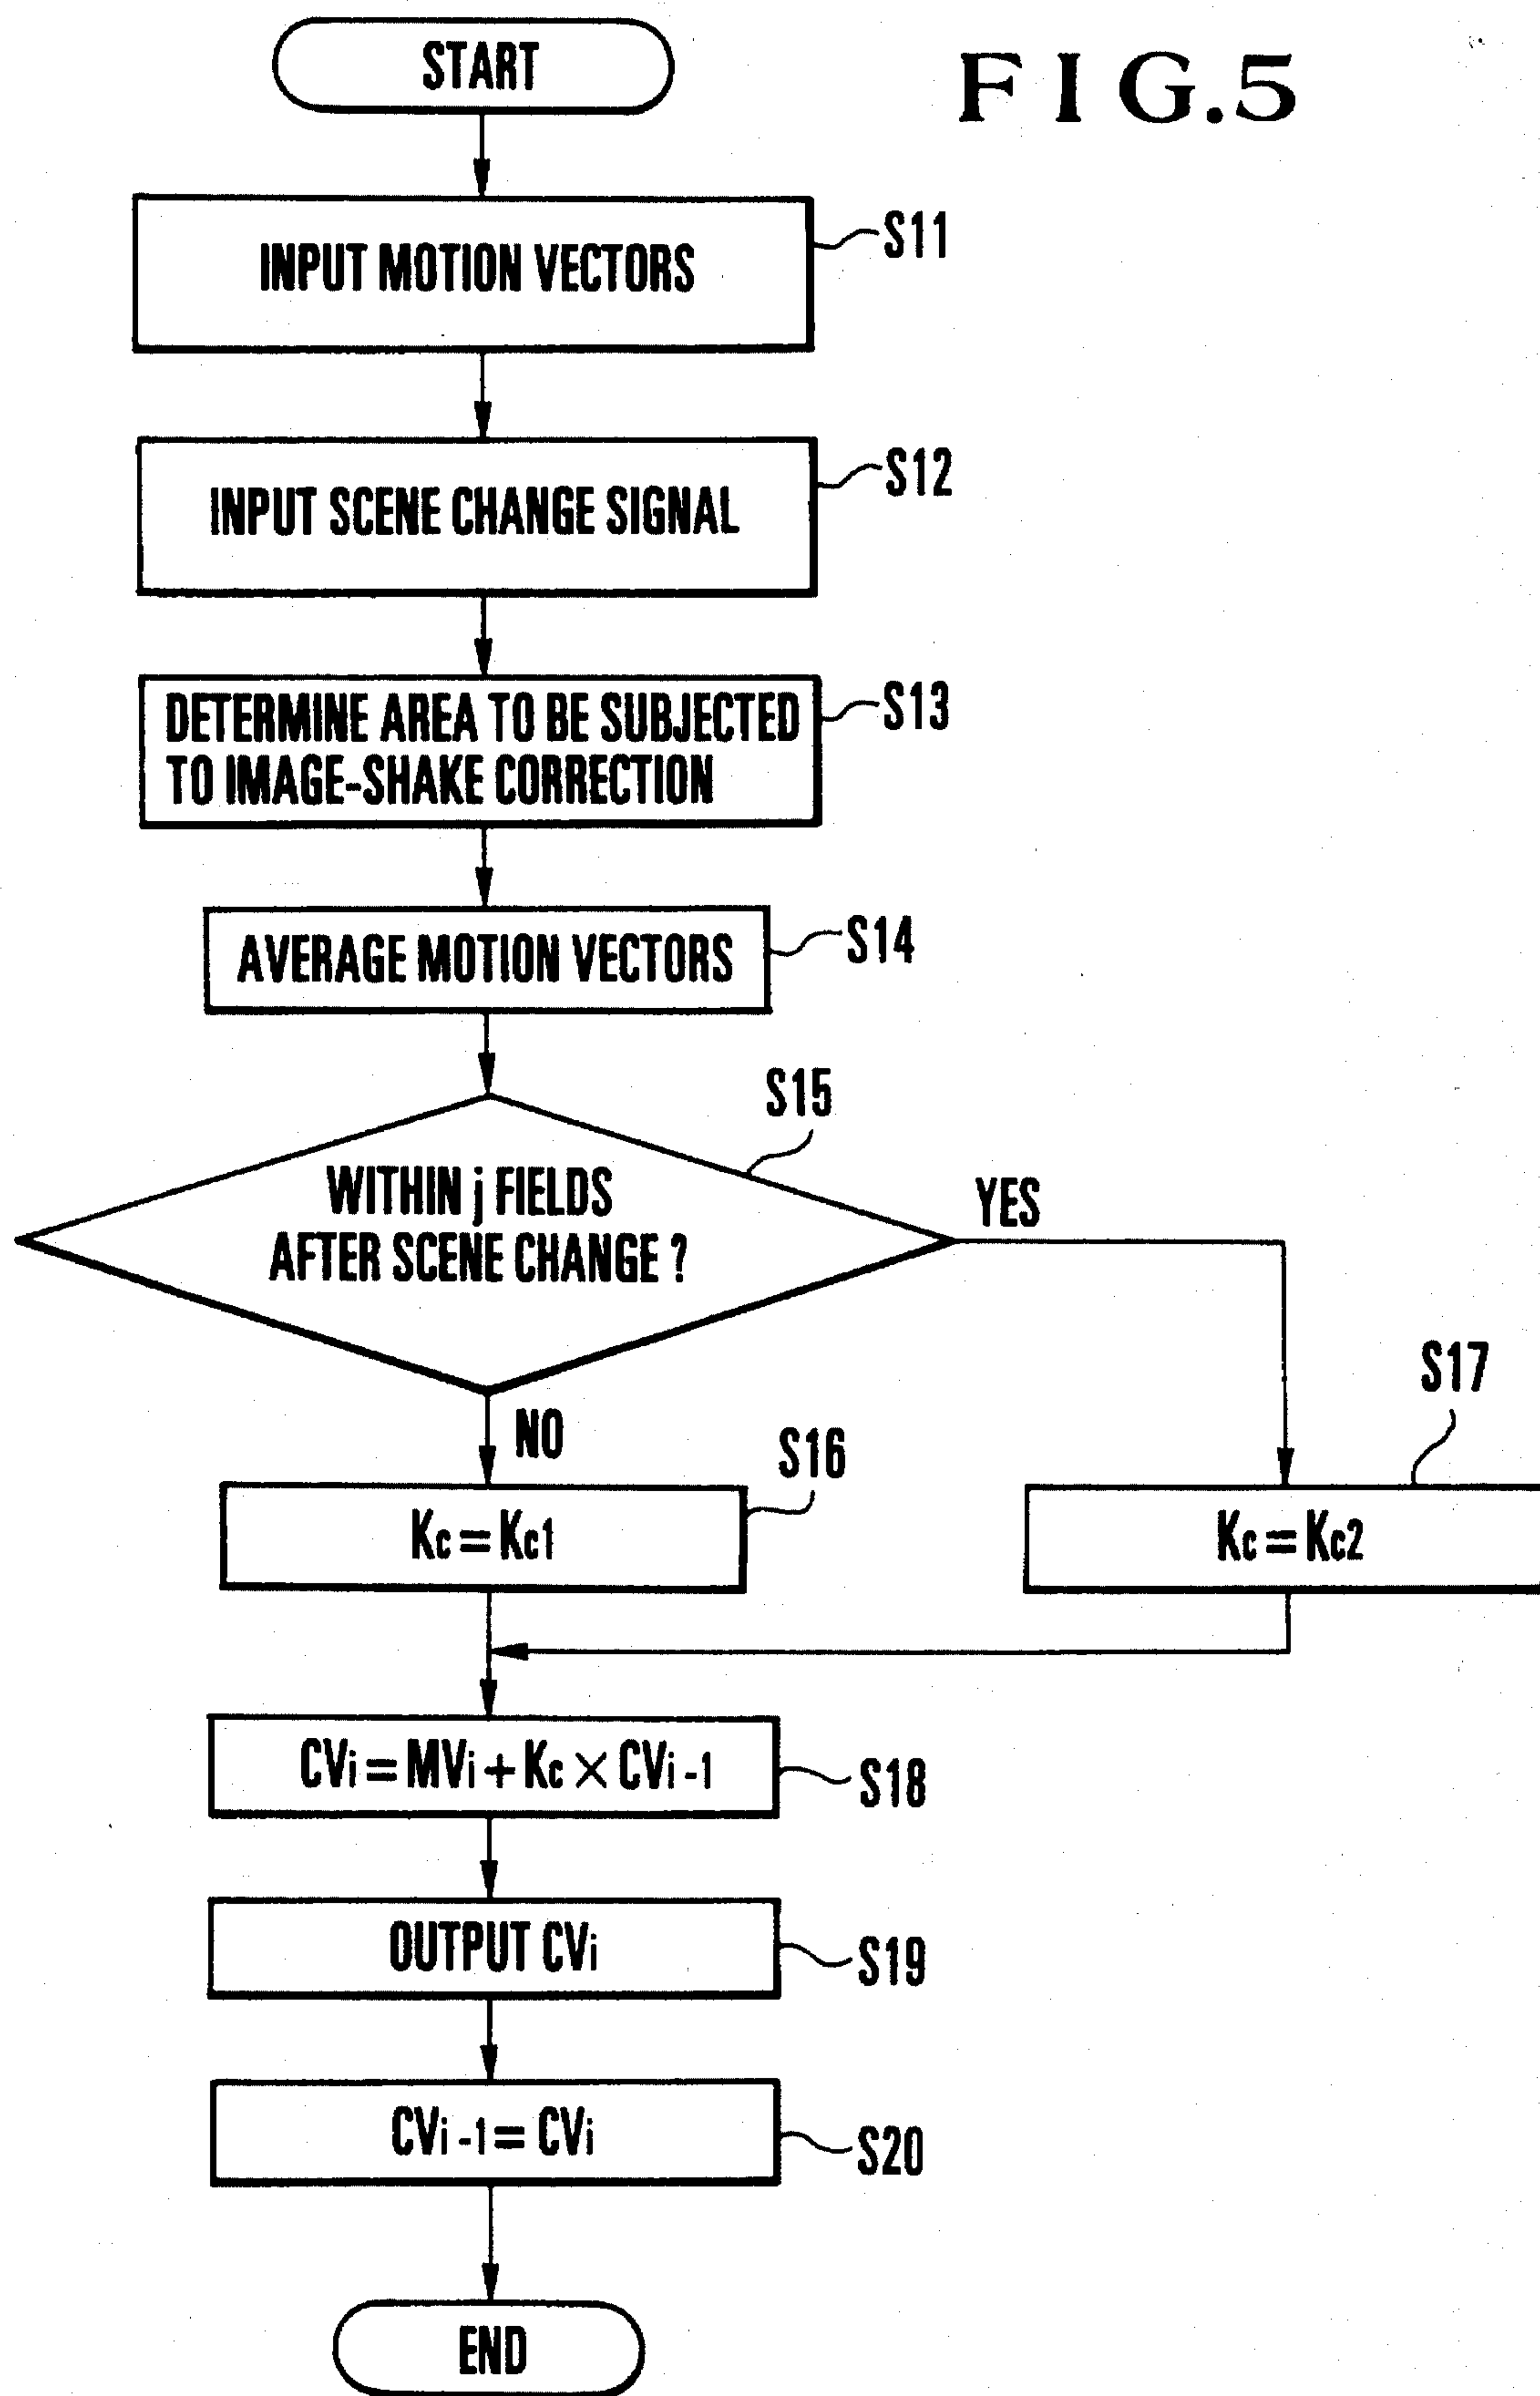 FIG.5
START
INPUT MOTION VECTORS
S11
INPUT SCENE CHANGE SIGNAL
S12
DETERMINE AREA TO BE SUBJECTED
TO IMAGE-SHAKE CORRECTION
S13
AVERAGE MOTION VECTORS
S14
S15
WITHIN j FIELDS
AFTER SCENE CHANGE ?
YES
NO
S16
Kc = Kc1
S17
Kc = Kc2
CVi = MVi + Kc × CVi -1
S18
OUTPUT CVi
S19
CVi -1 = CVi
S20
END